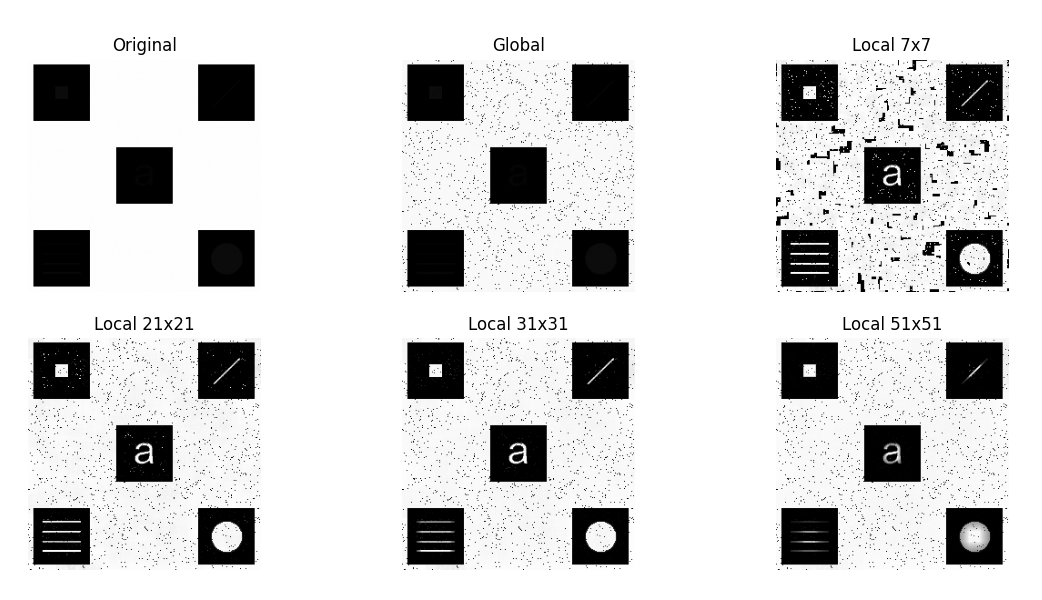 Original
Global
Local 7x7
a
a
a
Local 21x21
Local 31x31
Local 51x51
a
a
a